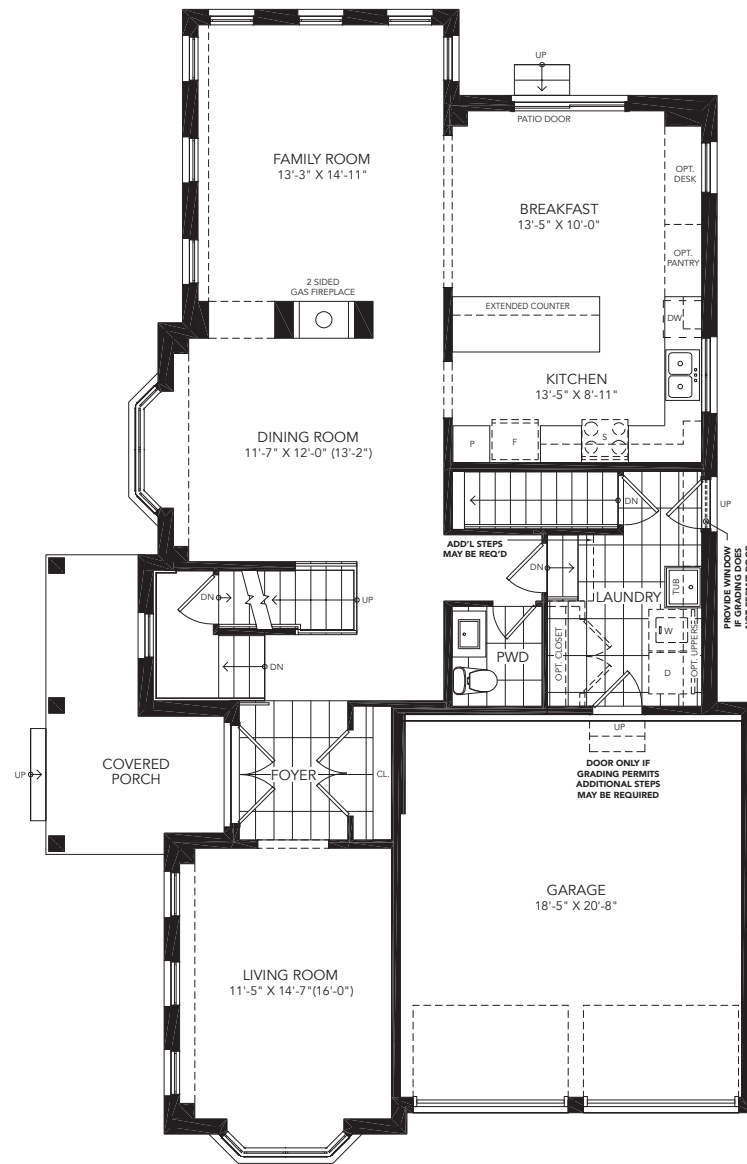 UP
PATIO DOOR
FAMILY ROOM
13'-3" X 14'-11"
OPT.
DESK
BREAKFAST
13'-5" X 10'-0"
OPT.
PANTRY
2 SIDED
GAS FIREPLACE
EXTENDED COUNTER
DW
KITCHEN
13'-5" X 8'-11"
P
F
S
DINING ROOM
11'-7" X 12'-0" (13'-2")
DN
UP
ADD'L STEPS
MAY BE REQ'D
PROVIDE WINDOW
IF GRADING DOES
DN
LAUNDRY
TUB
DN
UP
DN
OPT. CLOSET
W
D
OPT. UPPERS
PWD
UP
DOOR ONLY IF
GRADING PERMITS
ADDITIONAL STEPS
MAY BE REQUIRED
COVERED
PORCH
UP
FOYER
CL.
GARAGE
18'-5" X 20'-8"
LIVING ROOM
11'-5" X 14'-7"(16'-0")